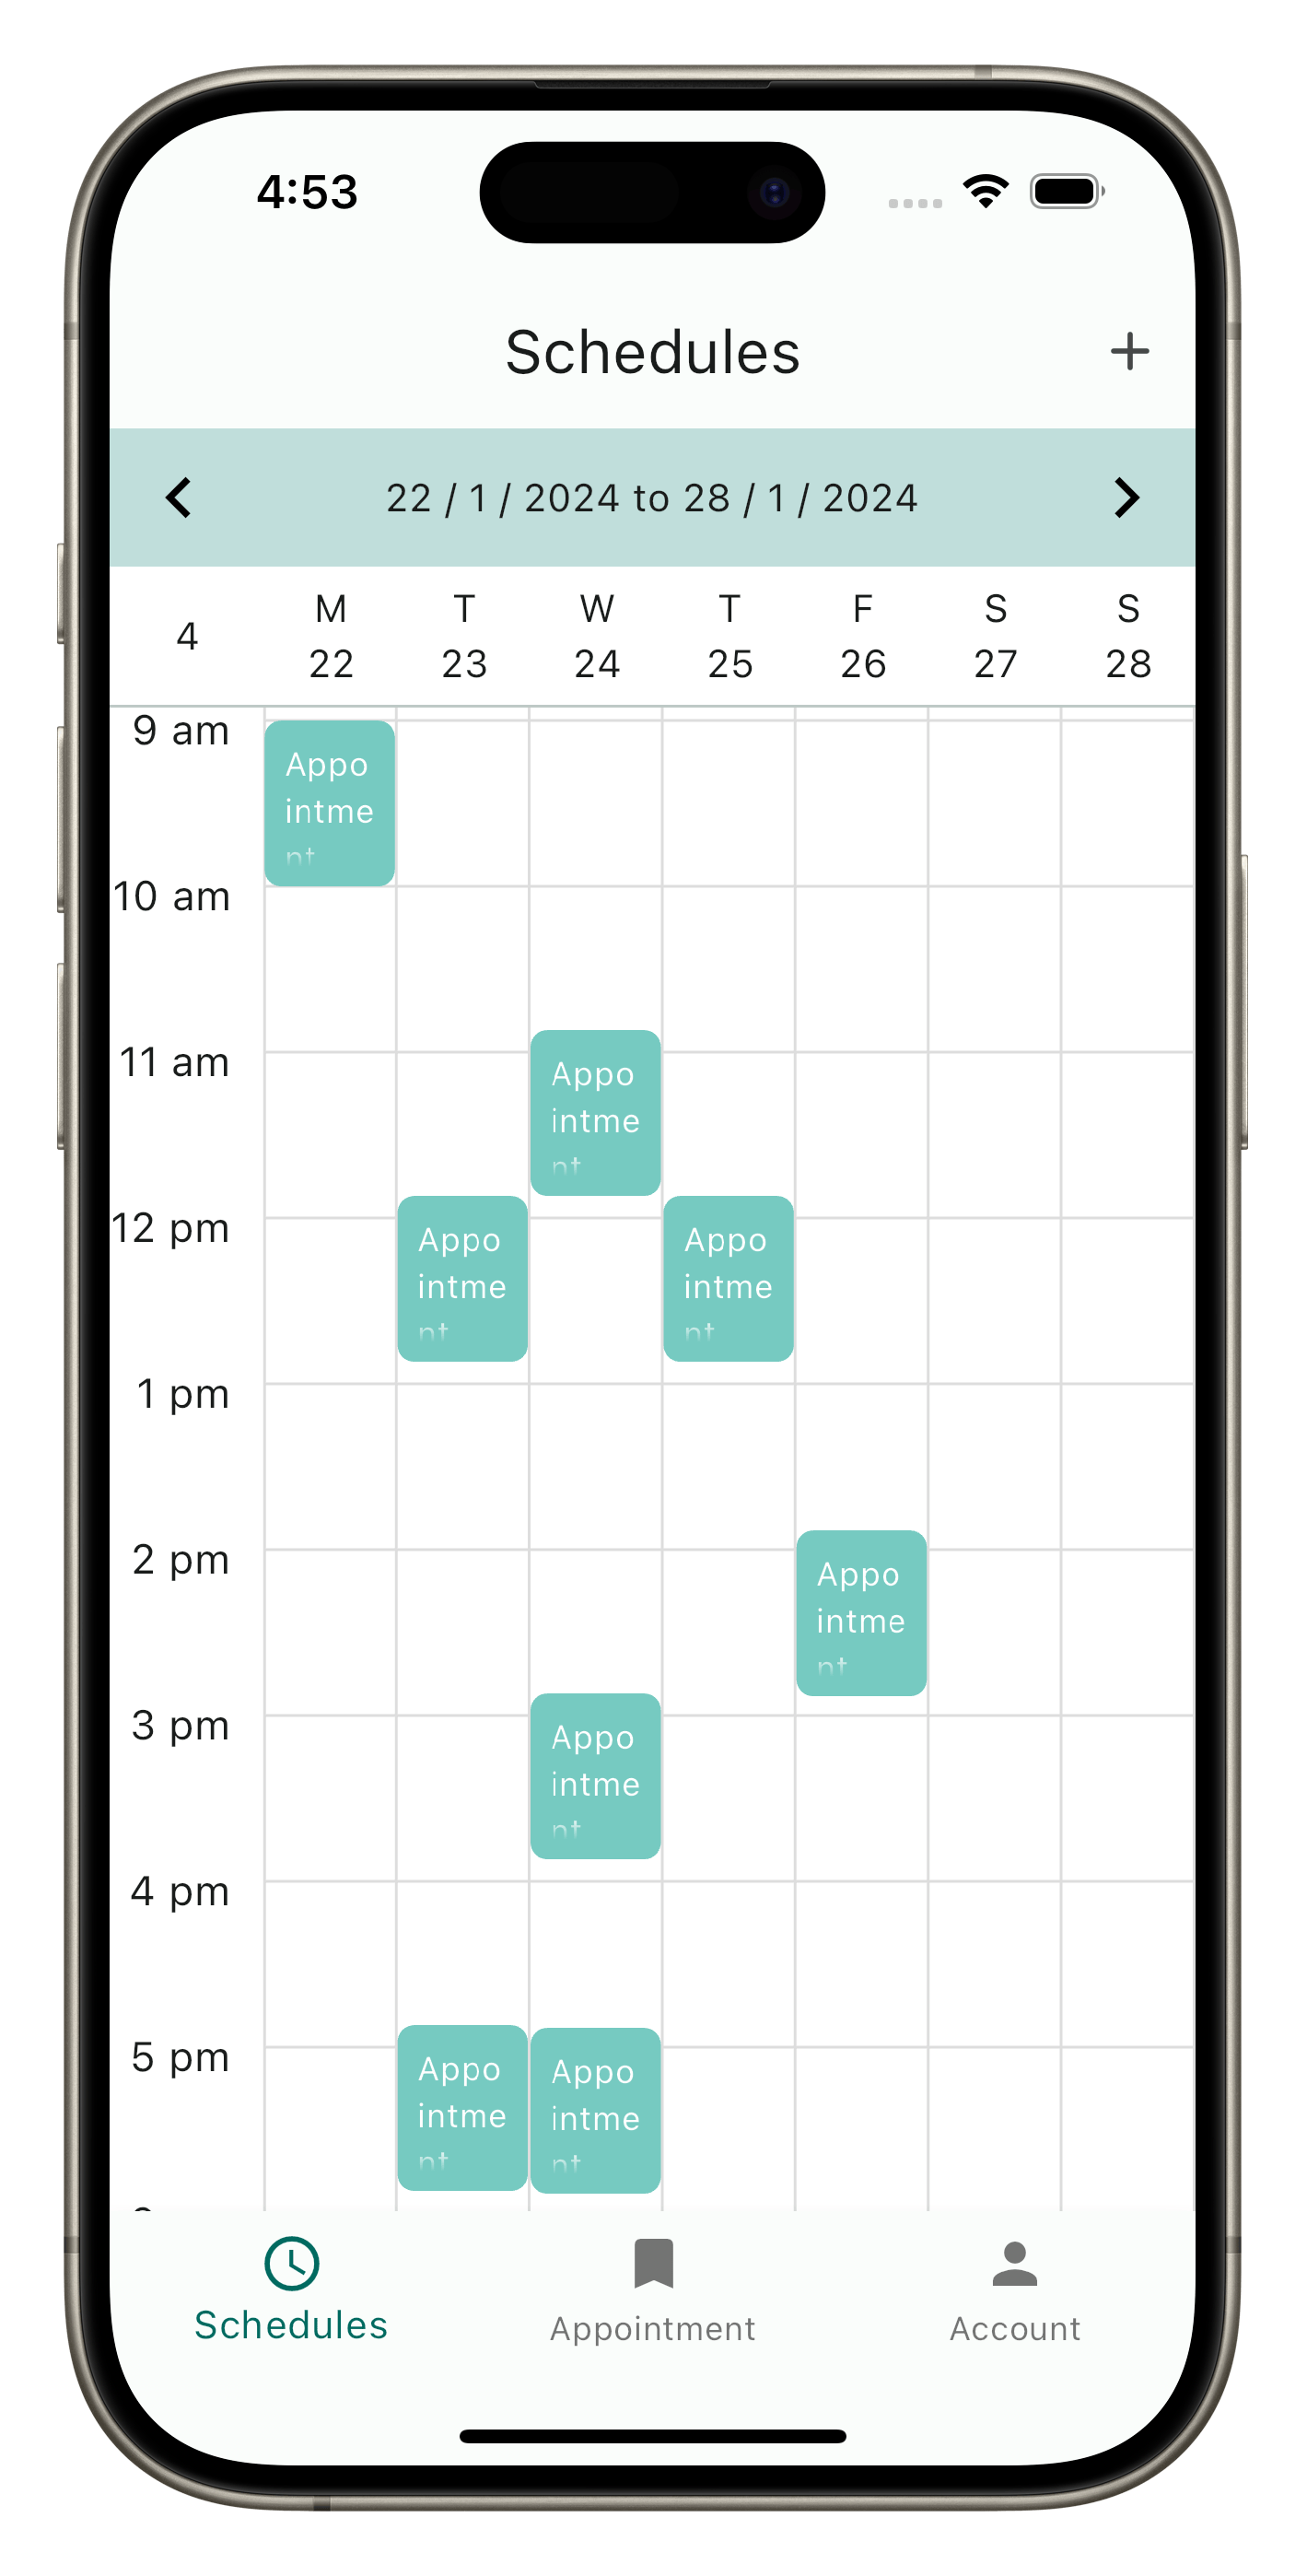 4:53
Schedules
22 / 1 / 2024 to 28 / 1 / 2024
4
M T W T F S S
22 23 24 25 26 27 28
9 am
Appo
intme
nt
10 am
11 am
Appo
intme
nt
12 pm
Appo
intme
nt
Appo
intme
nt
1 pm
2 pm
Appo
intme
nt
3 pm
Appo
intme
nt
4 pm
5 pm
Appo
intme
nt
Appo
intme
nt
Schedules
Appointment
Account